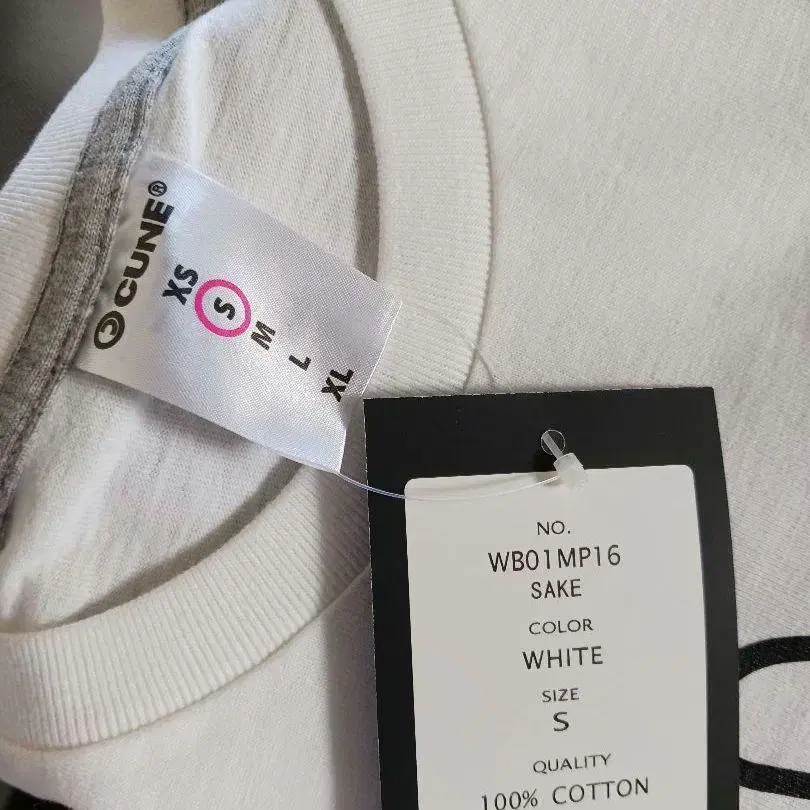 CUNE®
XS
S
M
L
XL
NO.
WB01MP16
SAKE
COLOR
WHITE
SIZE
S
QUALITY
100% COTTON